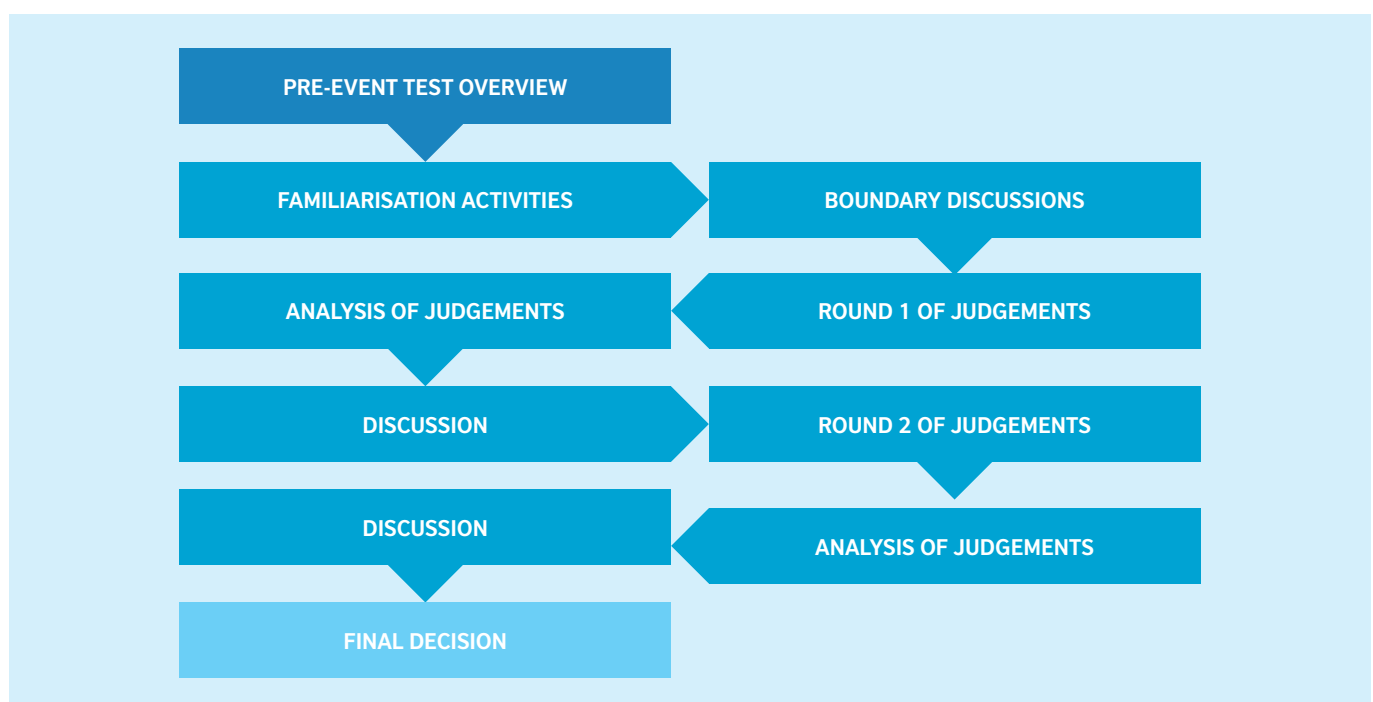 PRE-EVENT TEST OVERVIEW
FAMILIARISATION ACTIVITIES
BOUNDARY DISCUSSIONS
ROUND 1 OF JUDGEMENTS
ANALYSIS OF JUDGEMENTS
DISCUSSION
ROUND 2 OF JUDGEMENTS
ANALYSIS OF JUDGEMENTS
DISCUSSION
FINAL DECISION